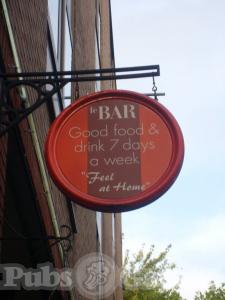 le BAR
Good food &
drink 7 days
a week
"Feel
at Home"
Pubs